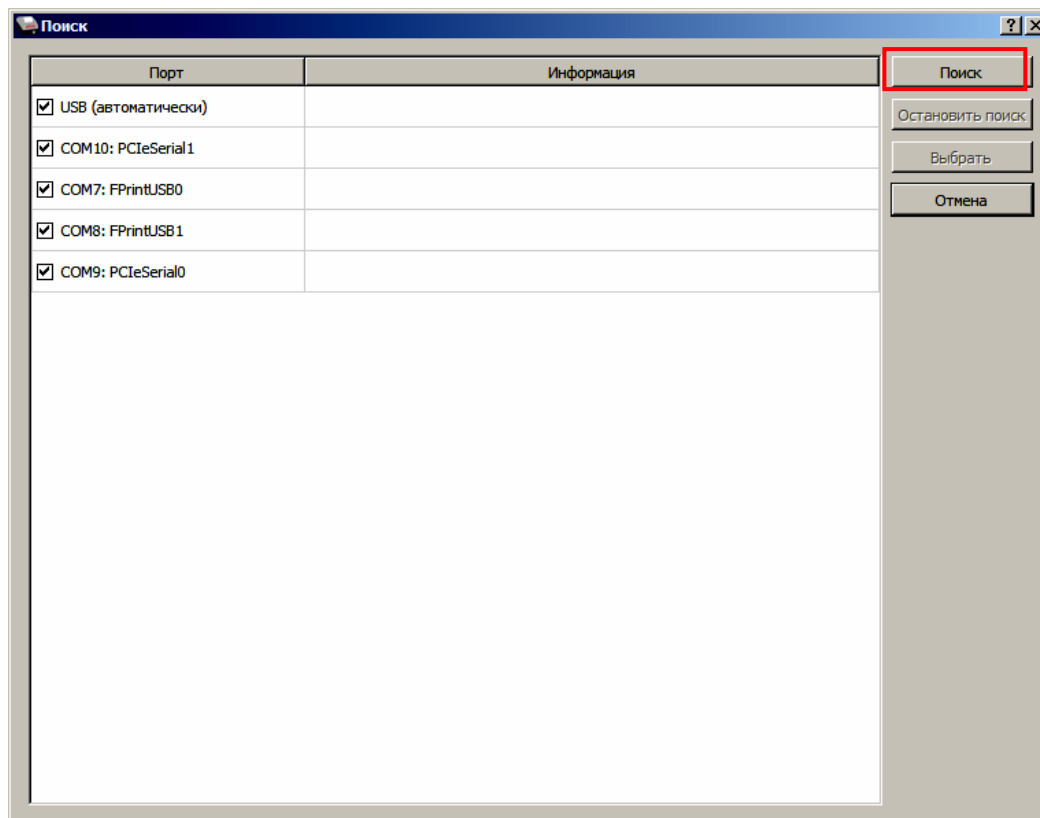 Поиск
Порт Информация
USB (автоматически)
COM10: PCIeSerial1
COM7: FPrintUSB0
COM8: FPrintUSB1
COM9: PCIeSerial0
Поиск
Остановить поиск
Выбрать
Отмена